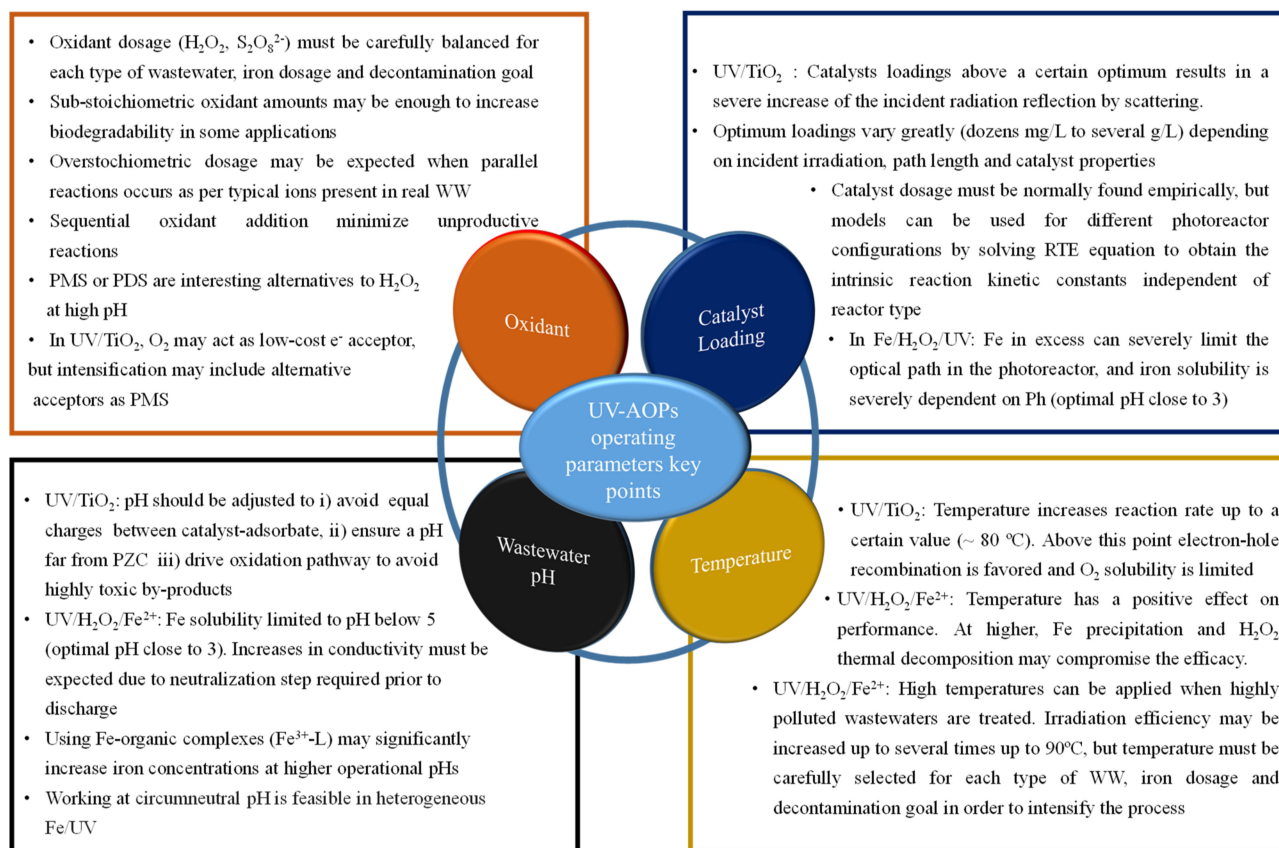 • Oxidant dosage (H₂O₂, S₂O₈²⁻) must be carefully balanced for
each type of wastewater, iron dosage and decontamination goal
• Sub-stoichiometric oxidant amounts may be enough to increase
biodegradability in some applications
• Overstochiometric dosage may be expected when parallel
reactions occurs as per typical ions present in real WW
• Sequential oxidant addition minimize unproductive
reactions
• PMS or PDS are interesting alternatives to H₂O₂
at high pH
• In UV/TiO₂, O₂ may act as low-cost e⁻ acceptor,
but intensification may include alternative
acceptors as PMS
• UV/TiO₂ : Catalysts loadings above a certain optimum results in a
severe increase of the incident radiation reflection by scattering.
• Optimum loadings vary greatly (dozens mg/L to several g/L) depending
on incident irradiation, path length and catalyst properties
• Catalyst dosage must be normally found empirically, but
models can be used for different photoreactor
configurations by solving RTE equation to obtain the
intrinsic reaction kinetic constants independent of
reactor type
• In Fe/H₂O₂/UV: Fe in excess can severely limit the
optical path in the photoreactor, and iron solubility is
severely dependent on Ph (optimal pH close to 3)
Oxidant
Catalyst
Loading
UV-AOPs
operating
parameters key
points
Wastewater
pH
Temperature
• UV/TiO₂: pH should be adjusted to i) avoid equal
charges between catalyst-adsorbate, ii) ensure a pH
far from PZC iii) drive oxidation pathway to avoid
highly toxic by-products
• UV/H₂O₂/Fe²⁺: Fe solubility limited to pH below 5
(optimal pH close to 3). Increases in conductivity must be
expected due to neutralization step required prior to
discharge
• Using Fe-organic complexes (Fe³⁺-L) may significantly
increase iron concentrations at higher operational pHs
• Working at circumneutral pH is feasible in heterogeneous
Fe/UV
• UV/TiO₂: Temperature increases reaction rate up to a
certain value (~ 80 ºC). Above this point electron-hole
recombination is favored and O₂ solubility is limited
• UV/H₂O₂/Fe²⁺: Temperature has a positive effect on
performance. At higher, Fe precipitation and H₂O₂
thermal decomposition may compromise the efficacy.
• UV/H₂O₂/Fe²⁺: High temperatures can be applied when highly
polluted wastewaters are treated. Irradiation efficiency may be
increased up to several times up to 90ºC, but temperature must be
carefully selected for each type of WW, iron dosage and
decontamination goal in order to intensify the process